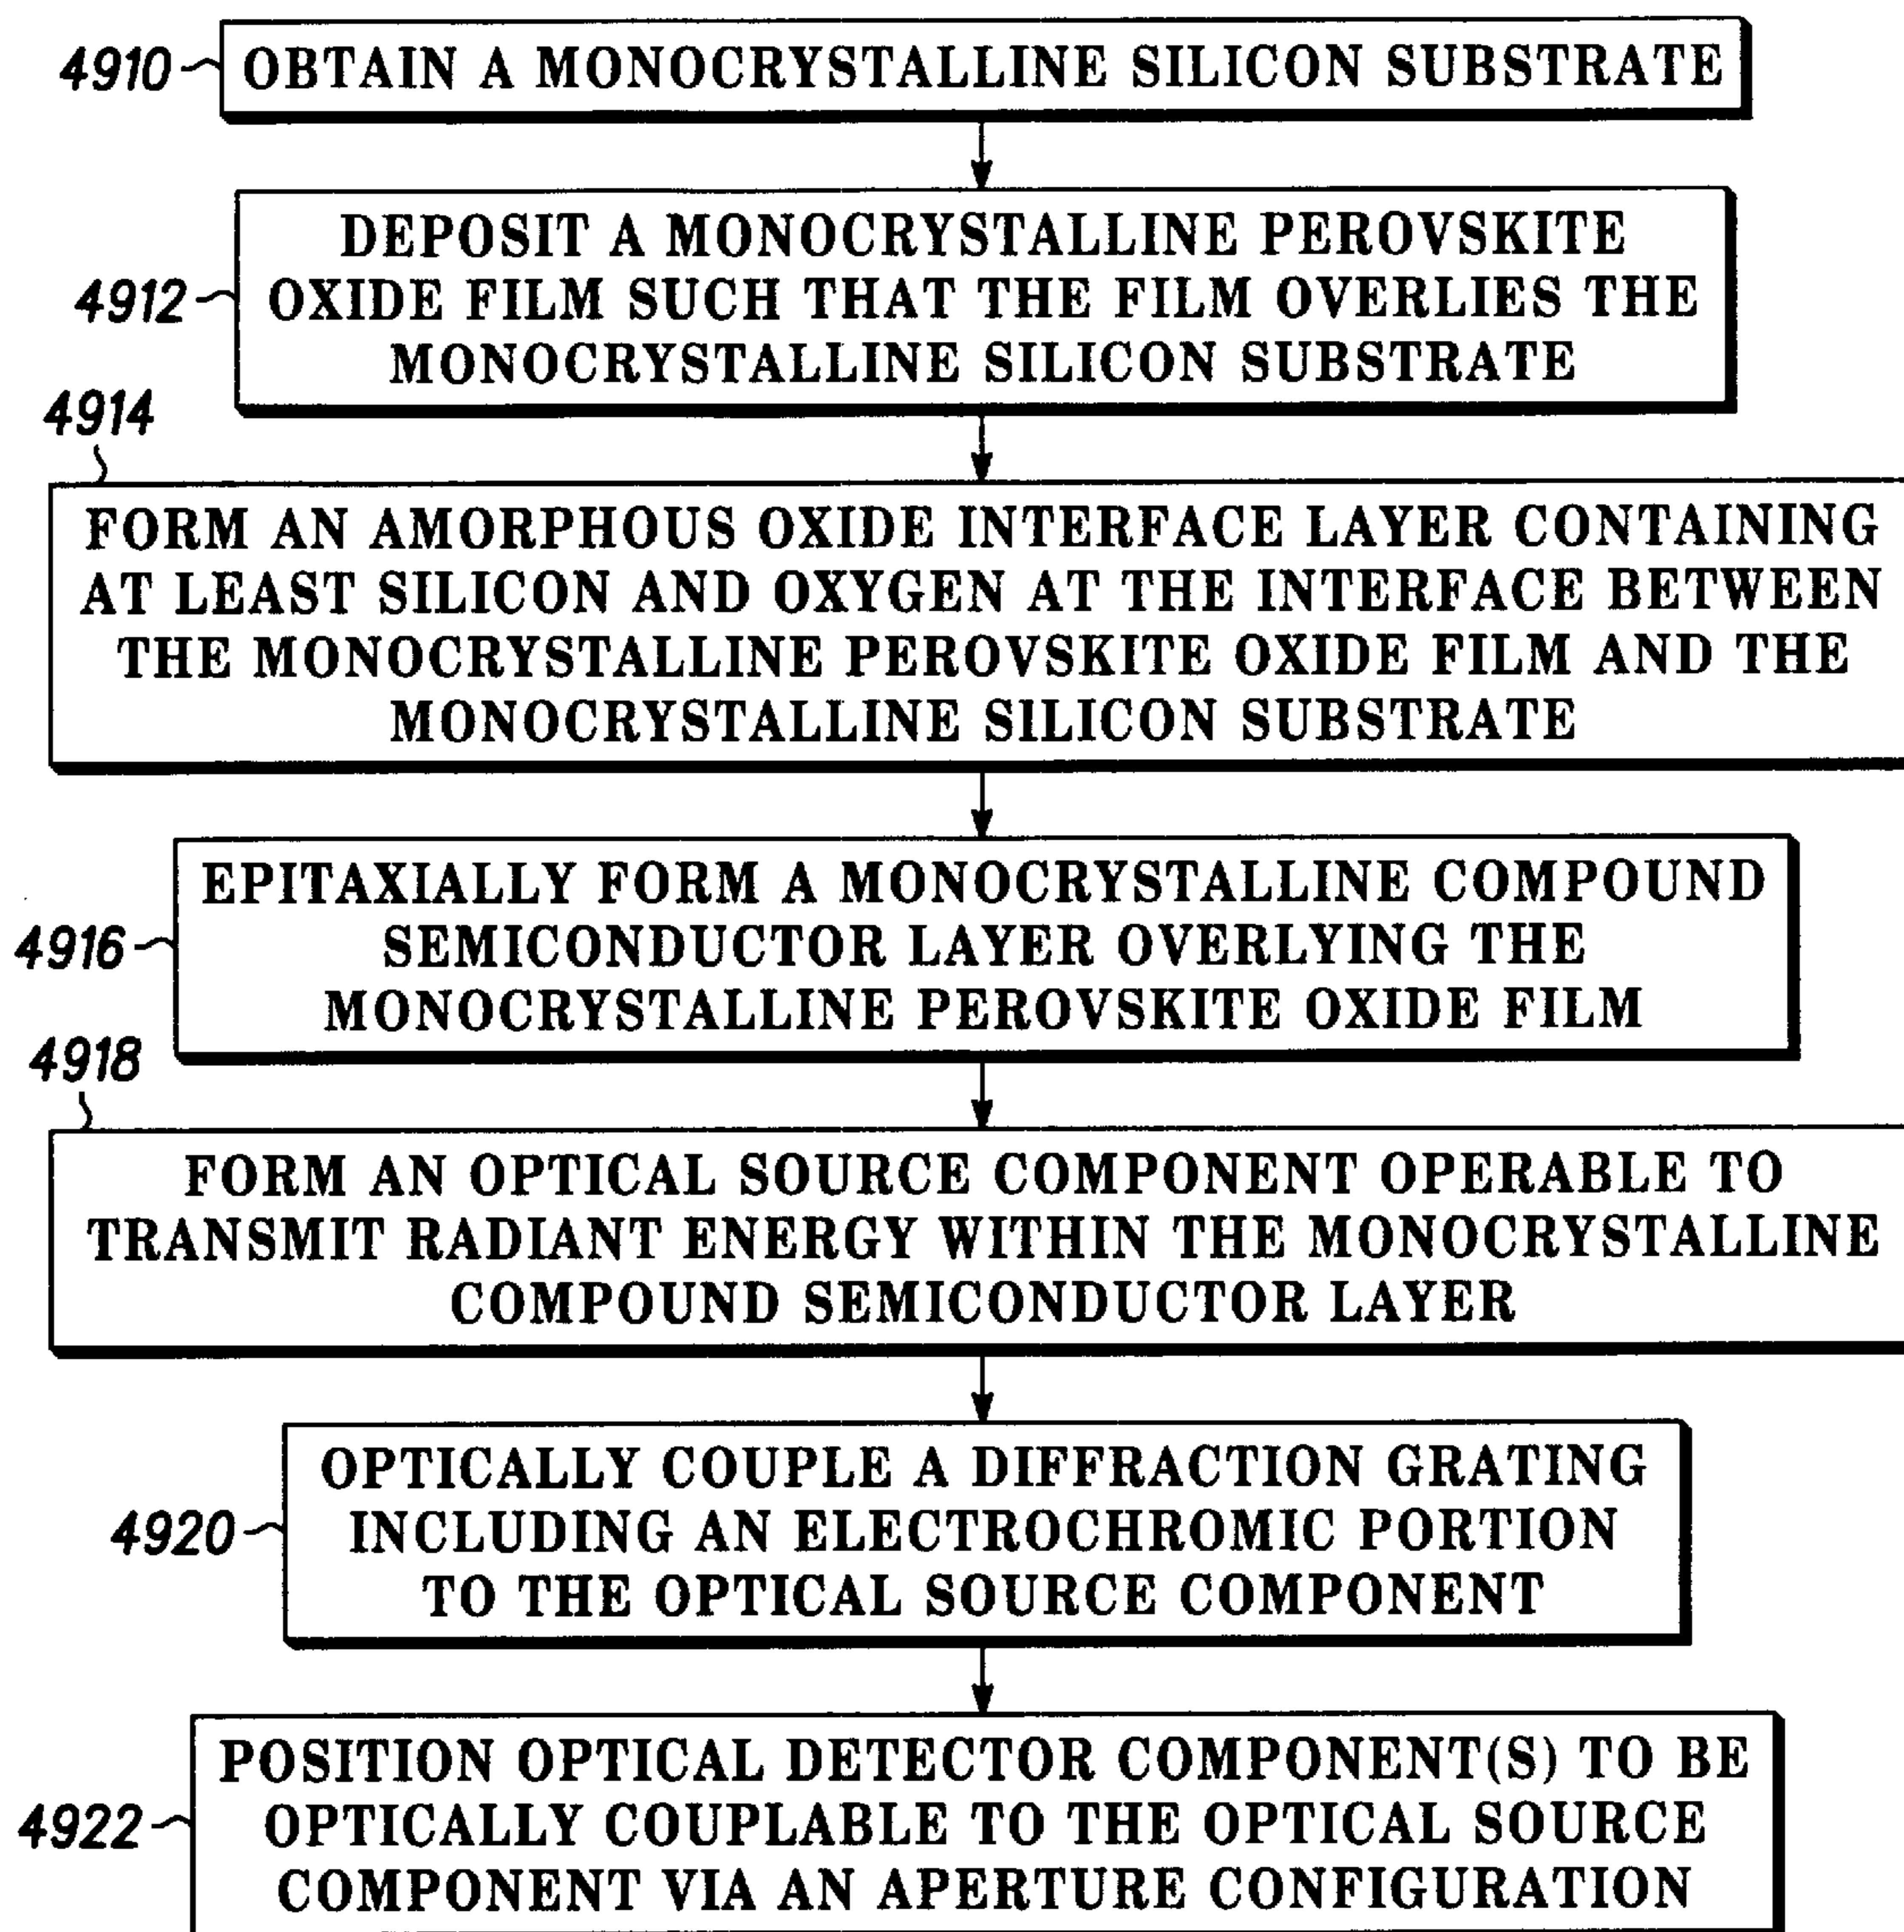 4910
OBTAIN A MONOCRYSTALLINE SILICON SUBSTRATE
4912
DEPOSIT A MONOCRYSTALLINE PEROVSKITE
OXIDE FILM SUCH THAT THE FILM OVERLIES THE
MONOCRYSTALLINE SILICON SUBSTRATE
4914
FORM AN AMORPHOUS OXIDE INTERFACE LAYER CONTAINING
AT LEAST SILICON AND OXYGEN AT THE INTERFACE BETWEEN
THE MONOCRYSTALLINE PEROVSKITE OXIDE FILM AND THE
MONOCRYSTALLINE SILICON SUBSTRATE
4916
EPITAXIALLY FORM A MONOCRYSTALLINE COMPOUND
SEMICONDUCTOR LAYER OVERLYING THE
MONOCRYSTALLINE PEROVSKITE OXIDE FILM
4918
FORM AN OPTICAL SOURCE COMPONENT OPERABLE TO
TRANSMIT RADIANT ENERGY WITHIN THE MONOCRYSTALLINE
COMPOUND SEMICONDUCTOR LAYER
4920
OPTICALLY COUPLE A DIFFRACTION GRATING
INCLUDING AN ELECTROCHROMIC PORTION
TO THE OPTICAL SOURCE COMPONENT
4922
POSITION OPTICAL DETECTOR COMPONENT(S) TO BE
OPTICALLY COUPLABLE TO THE OPTICAL SOURCE
COMPONENT VIA AN APERTURE CONFIGURATION